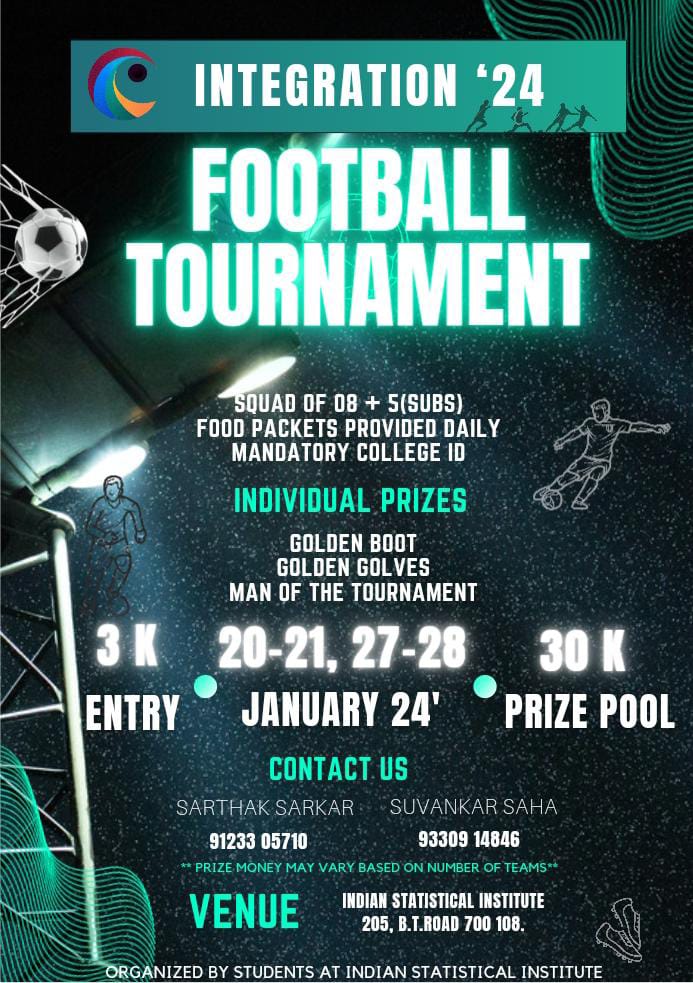 INTEGRATION ‘24
FOOTBALL
TOURNAMENT
SQUAD OF 08 + 5(SUBS)
FOOD PACKETS PROVIDED DAILY
MANDATORY COLLEGE ID
INDIVIDUAL PRIZES
GOLDEN BOOT
GOLDEN GOLVES
MAN OF THE TOURNAMENT
3 K
ENTRY
20-21, 27-28
JANUARY 24'
30 K
PRIZE POOL
CONTACT US
SARTHAK SARKAR
91233 05710
SUVANKAR SAHA
93309 14846
** PRIZE MONEY MAY VARY BASED ON NUMBER OF TEAMS**
VENUE
INDIAN STATISTICAL INSTITUTE
205, B.T.ROAD 700 108.
ORGANIZED BY STUDENTS AT INDIAN STATISTICAL INSTITUTE